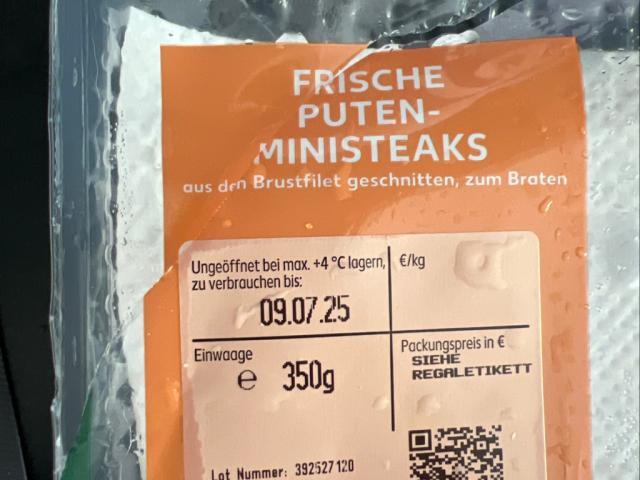 FRISCHE
PUTEN-
MINISTEAKS
aus den Brustfilet geschnitten, zum Braten
Ungeöffnet bei max. +4 °C lagern,
zu verbrauchen bis:
09.07.25
€/kg
Einwaage
e 350g
Packungspreis in €
SIEHE
REGALETIKETT
Lot Nummer: 392527120